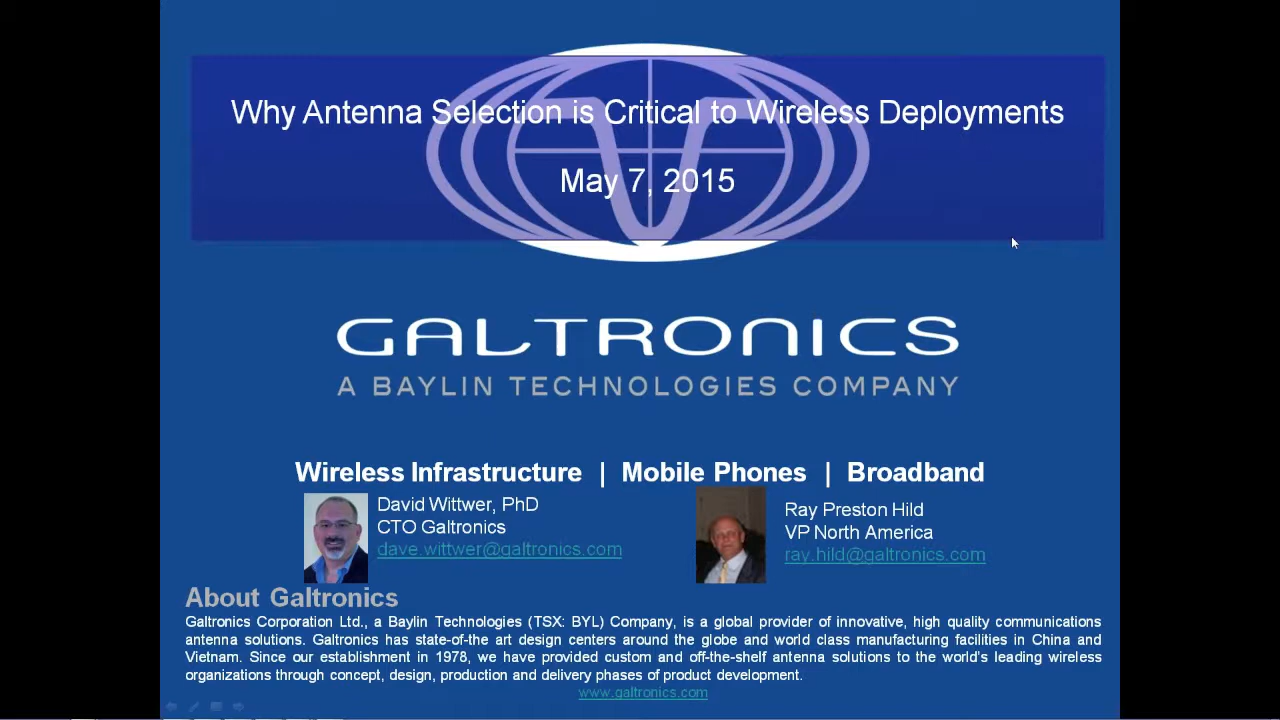 Why Antenna Selection is Critical to Wireless Deployments
May 7, 2015
GALTRONICS
A BAYLIN TECHNOLOGIES COMPANY
Wireless Infrastructure | Mobile Phones | Broadband
David Wittwer, PhD
CTO Galtronics
dave.wittwer@galtronics.com
Ray Preston Hild
VP North America
ray.hild@galtronics.com
About Galtronics
Galtronics Corporation Ltd., a Baylin Technologies (TSX: BYL) Company, is a global provider of innovative, high quality communications
antenna solutions. Galtronics has state-of-the art design centers around the globe and world class manufacturing facilities in China and
Vietnam. Since our establishment in 1978, we have provided custom and off-the-shelf antenna solutions to the world's leading wireless
organizations through concept, design, production and delivery phases of product development.
www.galtronics.com